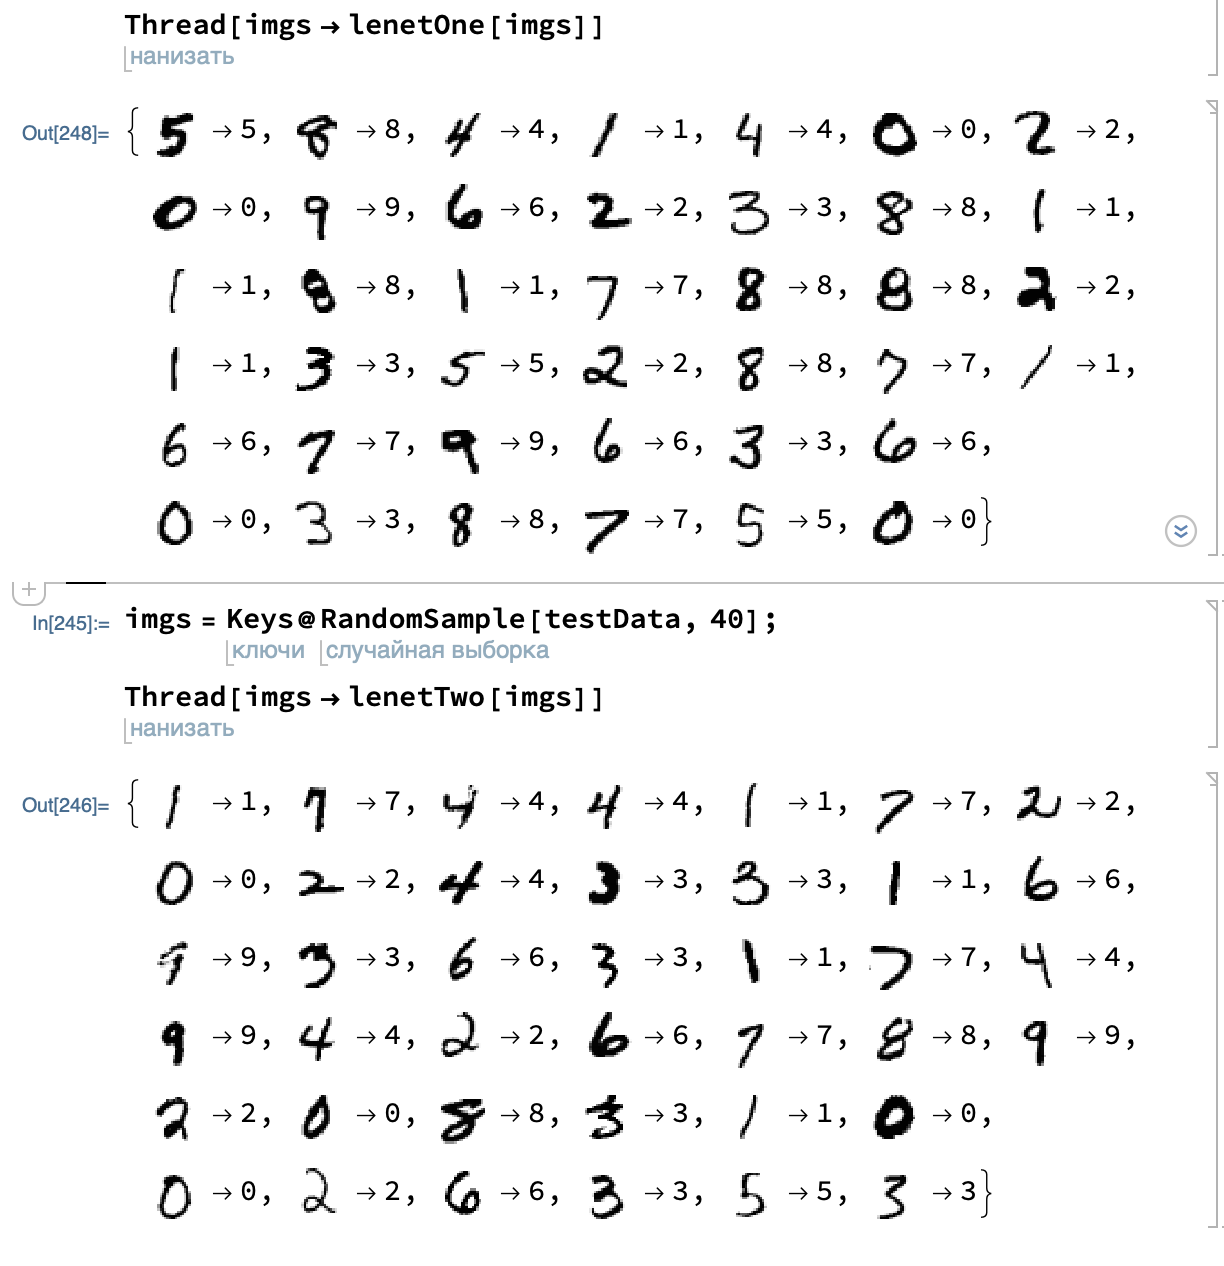 Thread[imgs → lenetOne[imgs]]
нанизать
Out[248]= { 5 → 5, 8 → 8, 4 → 4, 1 → 1, 4 → 4, 0 → 0, 2 → 2,
0 → 0, 9 → 9, 6 → 6, 2 → 2, 3 → 3, 8 → 8, 1 → 1,
1 → 1, 8 → 8, 1 → 1, 7 → 7, 8 → 8, 8 → 8, 2 → 2,
1 → 1, 3 → 3, 5 → 5, 2 → 2, 8 → 8, 7 → 7, 1 → 1,
6 → 6, 7 → 7, 9 → 9, 6 → 6, 3 → 3, 6 → 6,
0 → 0, 3 → 3, 8 → 8, 7 → 7, 5 → 5, 0 → 0}
In[245]:= imgs = Keys@RandomSample[testData, 40];
ключи случайная выборка
Thread[imgs → lenetTwo[imgs]]
нанизать
Out[246]= { 1 → 1, 7 → 7, 4 → 4, 4 → 4, 1 → 1, 7 → 7, 2 → 2,
0 → 0, 2 → 2, 4 → 4, 3 → 3, 3 → 3, 1 → 1, 6 → 6,
9 → 9, 3 → 3, 6 → 6, 3 → 3, 1 → 1, 7 → 7, 4 → 4,
9 → 9, 4 → 4, 2 → 2, 6 → 6, 7 → 7, 8 → 8, 9 → 9,
2 → 2, 0 → 0, 8 → 8, 3 → 3, 1 → 1, 0 → 0,
0 → 0, 2 → 2, 6 → 6, 3 → 3, 5 → 5, 3 → 3}